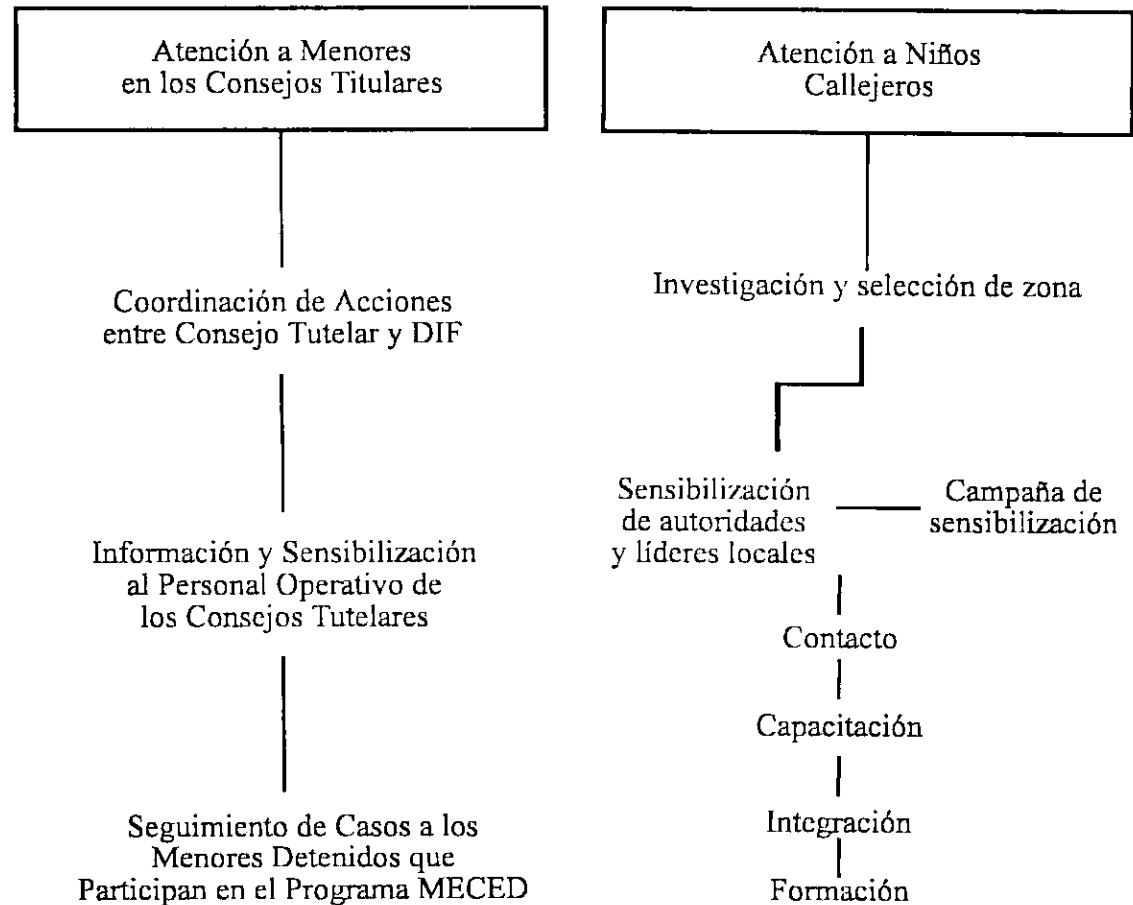 Atención a Menores
en los Consejos Titulares
Coordinación de Acciones
entre Consejo Tutelar y DIF
Información y Sensibilización
al Personal Operativo de
los Consejos Tutelares
Seguimiento de Casos a los
Menores Detenidos que
Participan en el Programa MECED
Atención a Niños
Callejeros
Investigación y selección de zona
Sensibilización
de autoridades
y líderes locales
Campaña de
sensibilización
Contacto
Capacitación
Integración
Formación